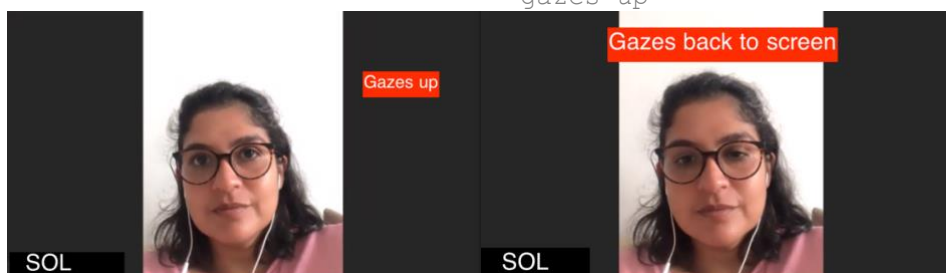 gazes up
Gazes up
Gazes back to screen
SOL
SOL